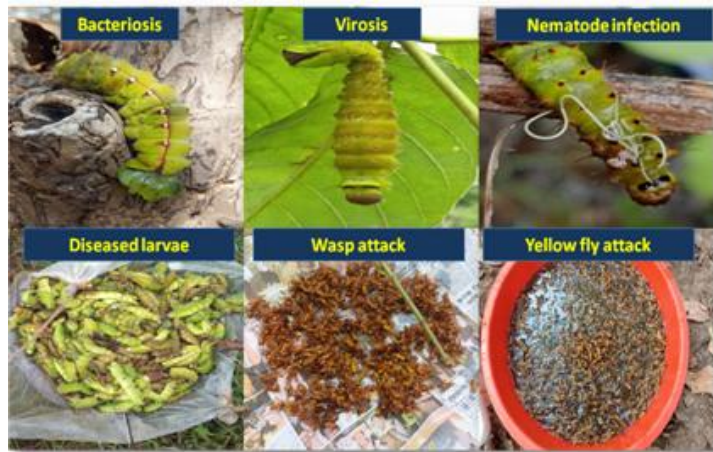 Bacteriosis
Virosis
Nematode infection
Diseased larvae
Wasp attack
Yellow fly attack